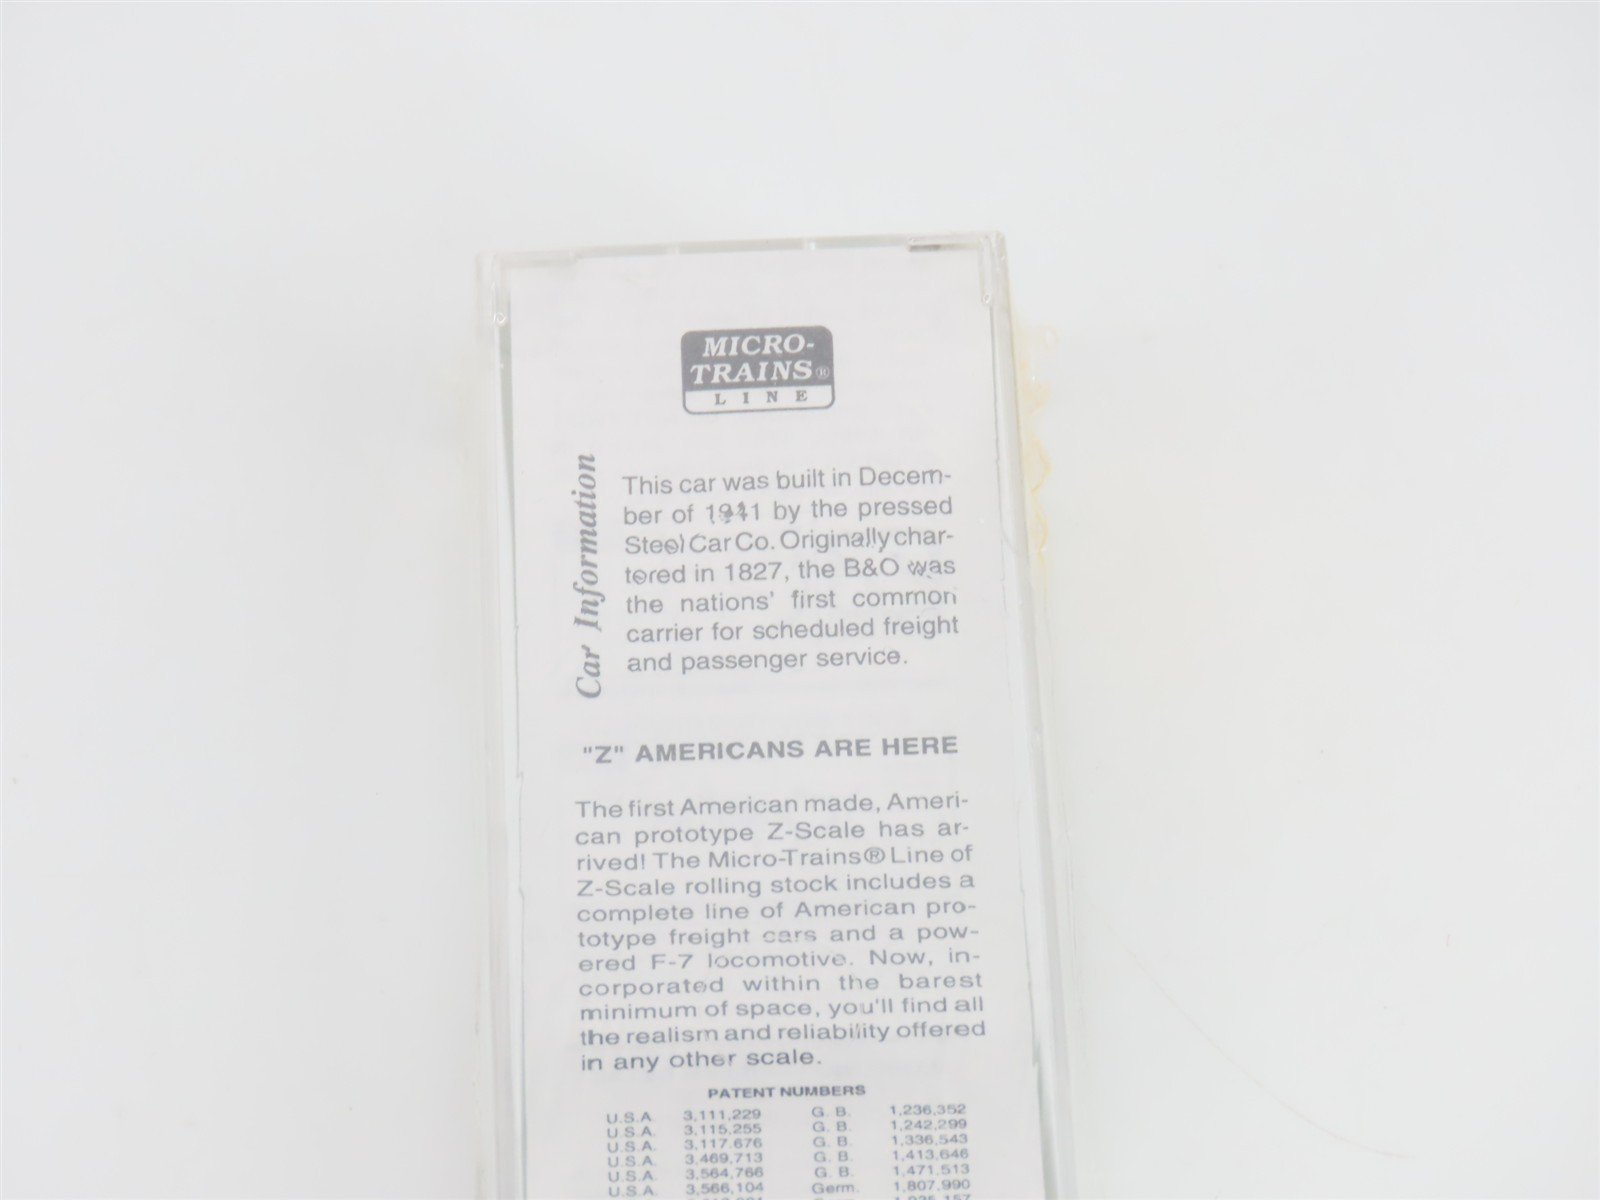 MICRO-
TRAINS®
LINE
Car Information
This car was built in Decem-
ber of 1941 by the pressed
Steel Car Co. Originally char-
tered in 1827, the B&O was
the nations' first common
carrier for scheduled freight
and passenger service.
"Z" AMERICANS ARE HERE
The first American made, Ameri-
can prototype Z-Scale has ar-
rived! The Micro-Trains® Line of
Z-Scale rolling stock includes a
complete line of American pro-
totype freight cars and a pow-
ered F-7 locomotive. Now, in-
corporated within the barest
minimum of space, you'll find all
the realism and reliability offered
in any other scale.
PATENT NUMBERS
U.S.A. 3,111,229 G. B. 1,236,352
U.S.A. 3,115,255 G. B. 1,242,299
U.S.A. 3,117,676 G. B. 1,336,543
U.S.A. 3,469,713 G. B. 1,413,646
U.S.A. 3,564,766 G. B. 1,471,513
U.S.A. 3,566,104 Germ. 1,807,990